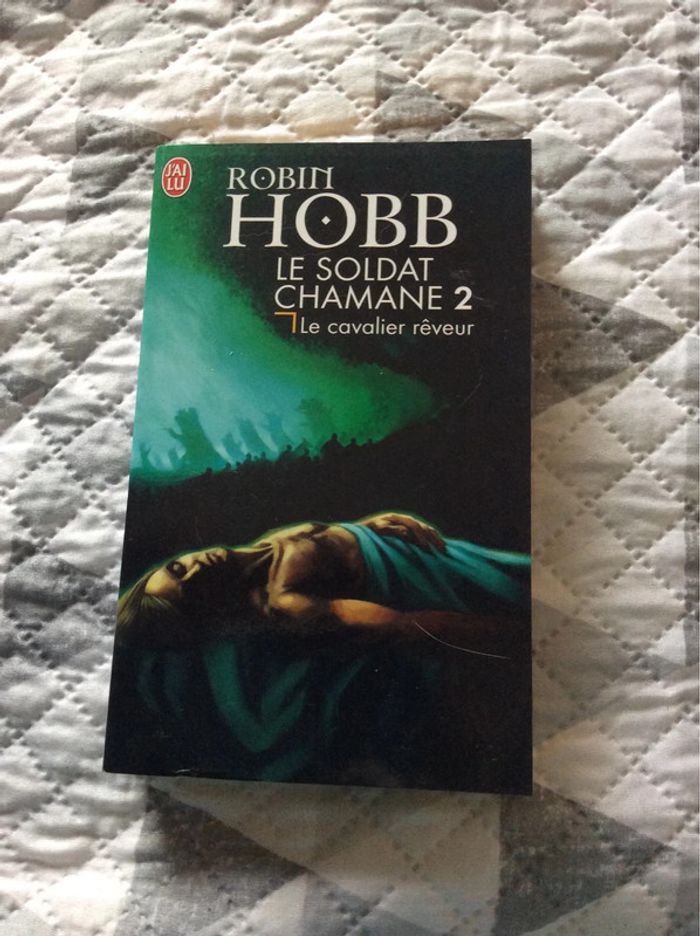 J'AI
LU
ROBIN
HOBB
LE SOLDAT
CHAMANE 2
Le cavalier rêveur